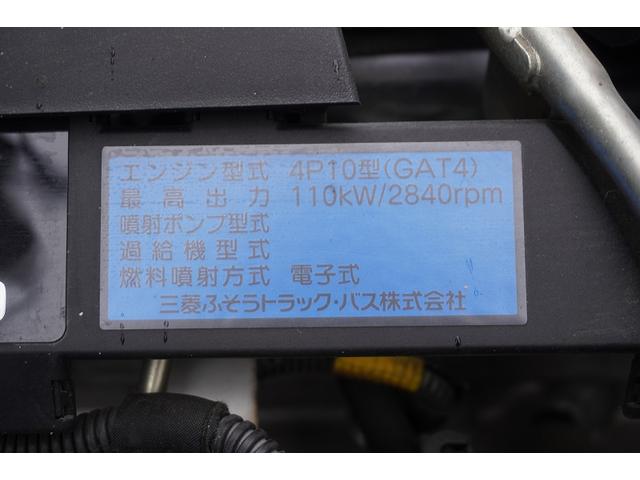 エンジン型式 4P10型(GAT4)
最高出力 110kW/2840rpm
噴射ポンプ型式
過給機型式
燃料噴射方式 電子式
三菱ふそうトラック・バス株式会社